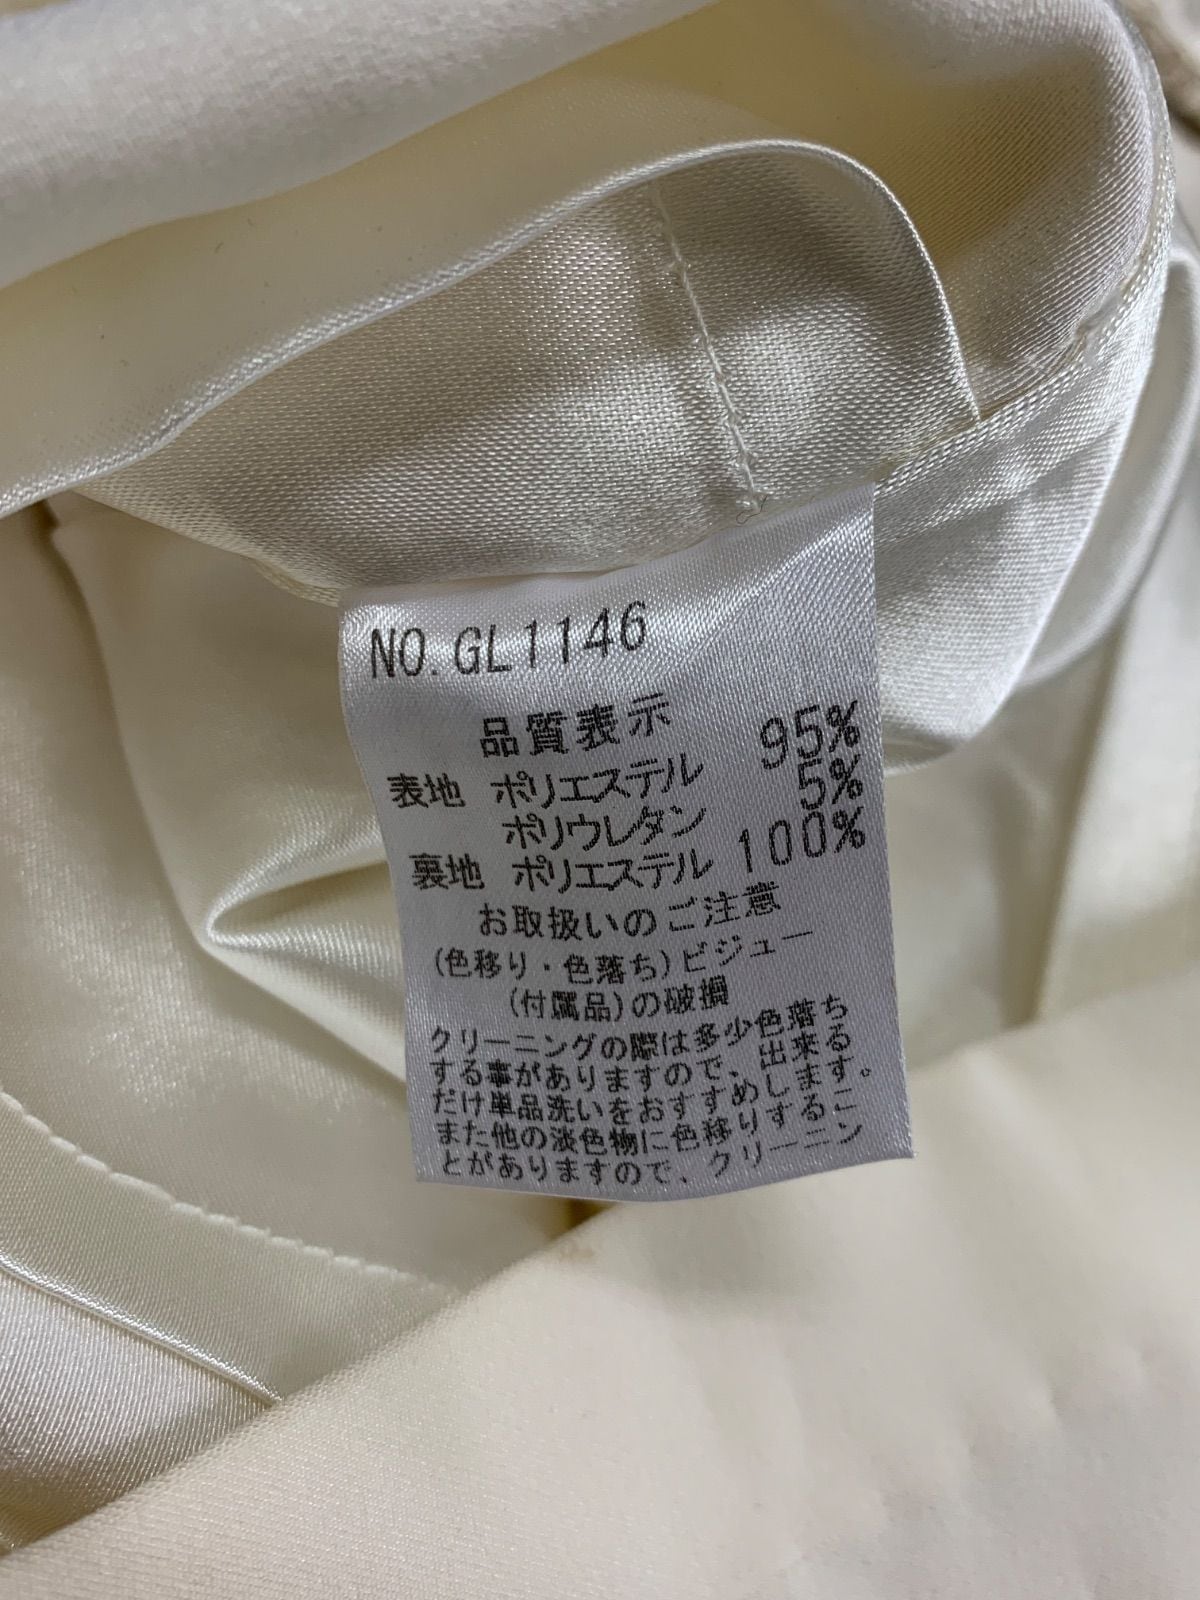 NO. GL1146
品質表示
表地 ポリエステル 95%
ポリウレタン 5%
裏地 ポリエステル 100%
お取扱いのご注意
(色移り・色落ち)ビジュー
(付属品)の破損
クリーニングの際は多少色落ち
する事がありますので、出来る
だけ単品洗いをおすすめします。
また他の淡色物に色移りするこ
とがありますので、クリーニン